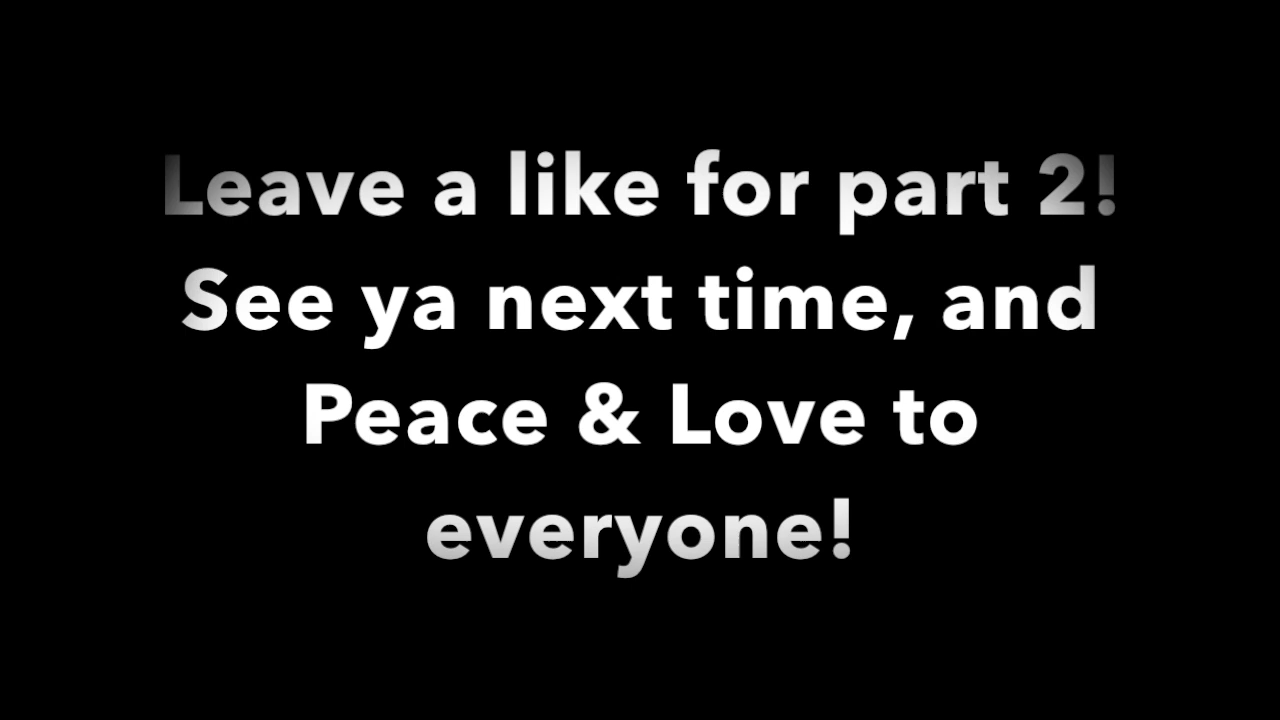 Leave a like for part 2!
See ya next time, and
Peace & Love to
everyone!